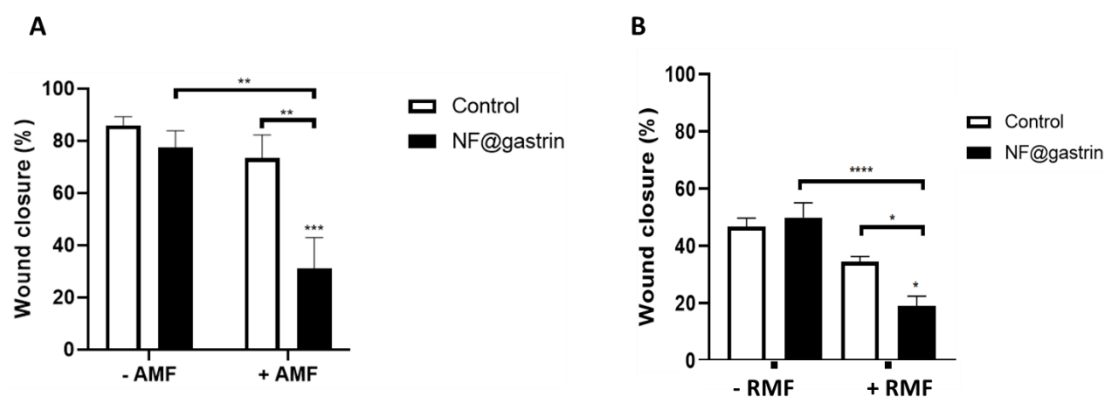 A
Wound closure (%)
100
80
60
40
20
0
**
**
***
- AMF
+ AMF
Control
NF@gastrin
B
Wound closure (%)
100
80
60
40
20
0
****
*
*
- RMF
+ RMF
Control
NF@gastrin